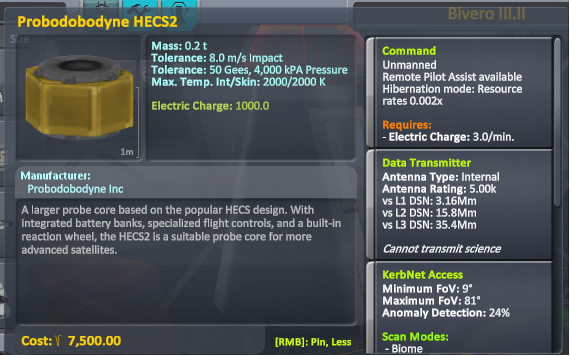 Probodobodyne HECS2
Bivero III.II
Size
1m
Mass: 0.2 t
Tolerance: 8.0 m/s Impact
Tolerance: 50 Gees, 4,000 kPA Pressure
Max. Temp. Int/Skin: 2000/2000 K
Electric Charge: 1000.0
Manufacturer:
Probodobodyne Inc
A larger probe core based on the popular HECS design. With
integrated battery banks, specialized flight controls, and a built-in
reaction wheel, the HECS2 is a suitable probe core for more
advanced satellites.
Cost: 7,500.00
[RMB]: Pin, Less
Command
Unmanned
Remote Pilot Assist available
Hibernation mode: Resource
rates 0.002x
Requires:
- Electric Charge: 3.0/min.
Data Transmitter
Antenna Type: Internal
Antenna Rating: 5.00k
vs L1 DSN: 3.16Mm
vs L2 DSN: 15.8Mm
vs L3 DSN: 35.4Mm
Cannot transmit science
KerbNet Access
Minimum FoV: 9°
Maximum FoV: 81°
Anomaly Detection: 24%
Scan Modes:
- Biome